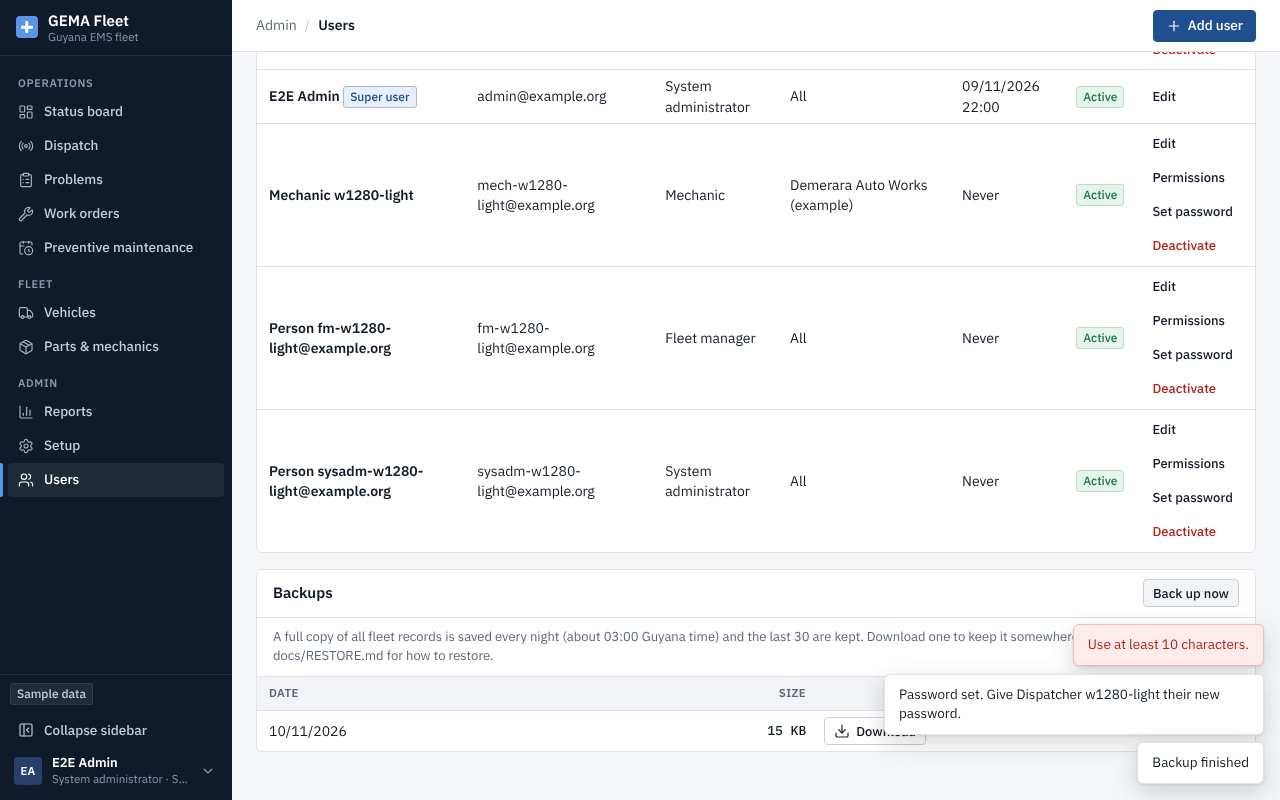 GEMA Fleet
Guyana EMS fleet
OPERATIONS
Status board
Dispatch
Problems
Work orders
Preventive maintenance
FLEET
Vehicles
Parts & mechanics
ADMIN
Reports
Setup
Users
Sample data
Collapse sidebar
EA
E2E Admin
System administrator · S...
Admin / Users
+ Add user
Deactivate
E2E Admin Super user admin@example.org System administrator All 09/11/2026 22:00 Active Edit
Mechanic w1280-light mech-w1280-light@example.org Mechanic Demerara Auto Works (example) Never Active
Edit
Permissions
Set password
Deactivate
Person fm-w1280-light@example.org fm-w1280-light@example.org Fleet manager All Never Active
Edit
Permissions
Set password
Deactivate
Person sysadm-w1280-light@example.org sysadm-w1280-light@example.org System administrator All Never Active
Edit
Permissions
Set password
Deactivate
Backups
Back up now
A full copy of all fleet records is saved every night (about 03:00 Guyana time) and the last 30 are kept. Download one to keep it
docs/RESTORE.md for how to restore.
DATE SIZE
10/11/2026 15 KB
Use at least 10 characters.
Password set. Give Dispatcher w1280-light their new
password.
Backup finished